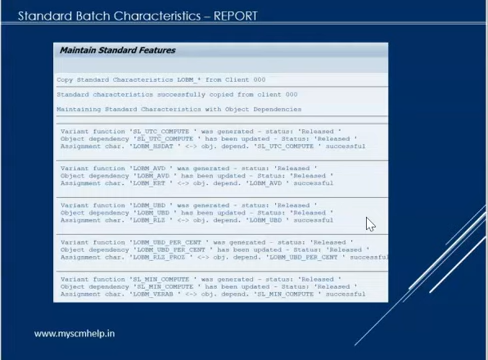 Standard Batch Characteristics – REPORT
Maintain Standard Features
Copy Standard Characteristics LOBM_* from Client 000
Standard characteristics successfully copied from client 000
Maintaining Standard Characteristics with Object Dependencies
Variant function 'SL_UTC_COMPUTE ' was generated - status: 'Released '
Object dependency 'SL_UTC_COMPUTE ' has been updated - Status: 'Released '
Assignment char. 'LOBM_HSDAT ' <-> obj. depend. 'SL_UTC_COMPUTE ' successful
Variant function 'LOBM_AVD ' was generated - status: 'Released '
Object dependency 'LOBM_AVD ' has been updated - Status: 'Released '
Assignment char. 'LOBM_KRT ' <-> obj. depend. 'LOBM_AVD ' successful
Variant function 'LOBM_UBD ' was generated - status: 'Released '
Object dependency 'LOBM_UBD ' has been updated - Status: 'Released '
Assignment char. 'LOBM_RLZ ' <-> obj. depend. 'LOBM_UBD ' successful
Variant function 'LOBM_UBD_PER_CENT ' was generated - status: 'Released '
Object dependency 'LOBM_UBD_PER_CENT ' has been updated - Status: 'Released '
Assignment char. 'LOBM_RLZ_PROZ ' <-> obj. depend. 'LOBM_UBD_PER_CENT ' successful
Variant function 'SL_MIN_COMPUTE ' was generated - status: 'Released '
Object dependency 'SL_MIN_COMPUTE ' has been updated - Status: 'Released '
Assignment char. 'LOBM_VERAB ' <-> obj. depend. 'SL_MIN_COMPUTE ' successful
www.myscmhelp.in